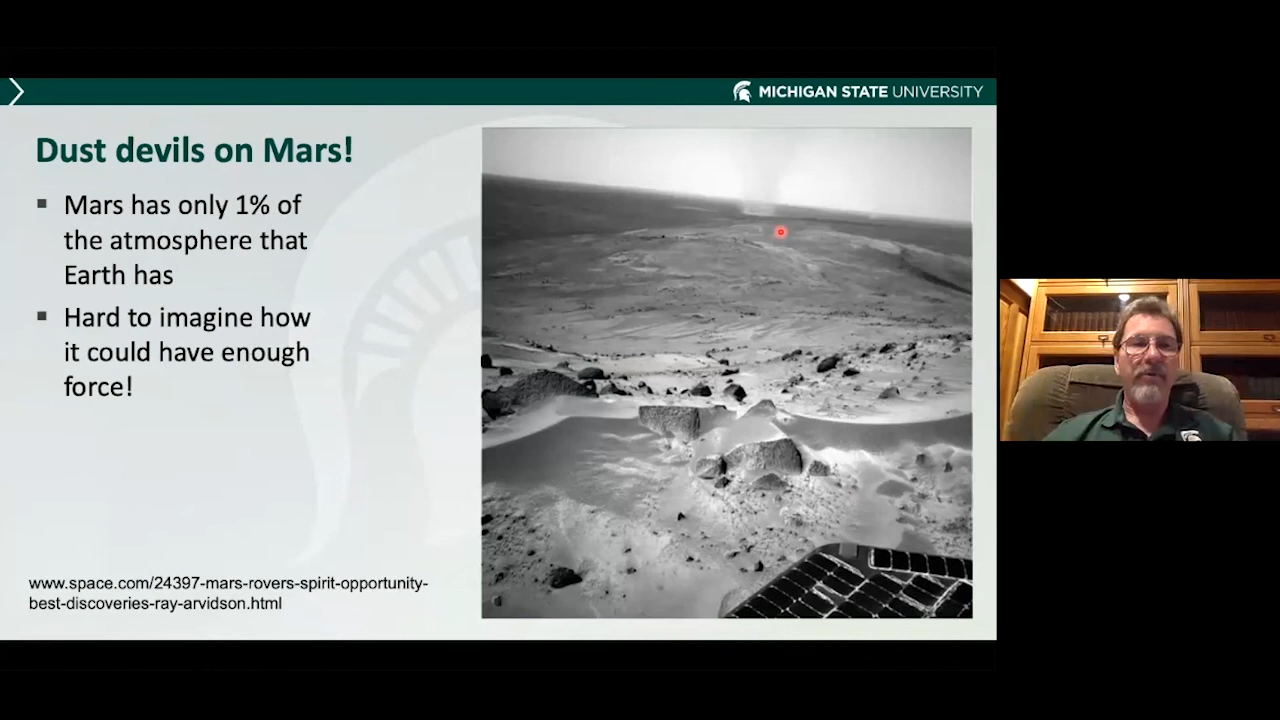 MICHIGAN STATE UNIVERSITY
Dust devils on Mars!
▪ Mars has only 1% of
the atmosphere that
Earth has
▪ Hard to imagine how
it could have enough
force!
www.space.com/24397-mars-rovers-spirit-opportunity-
best-discoveries-ray-arvidson.html